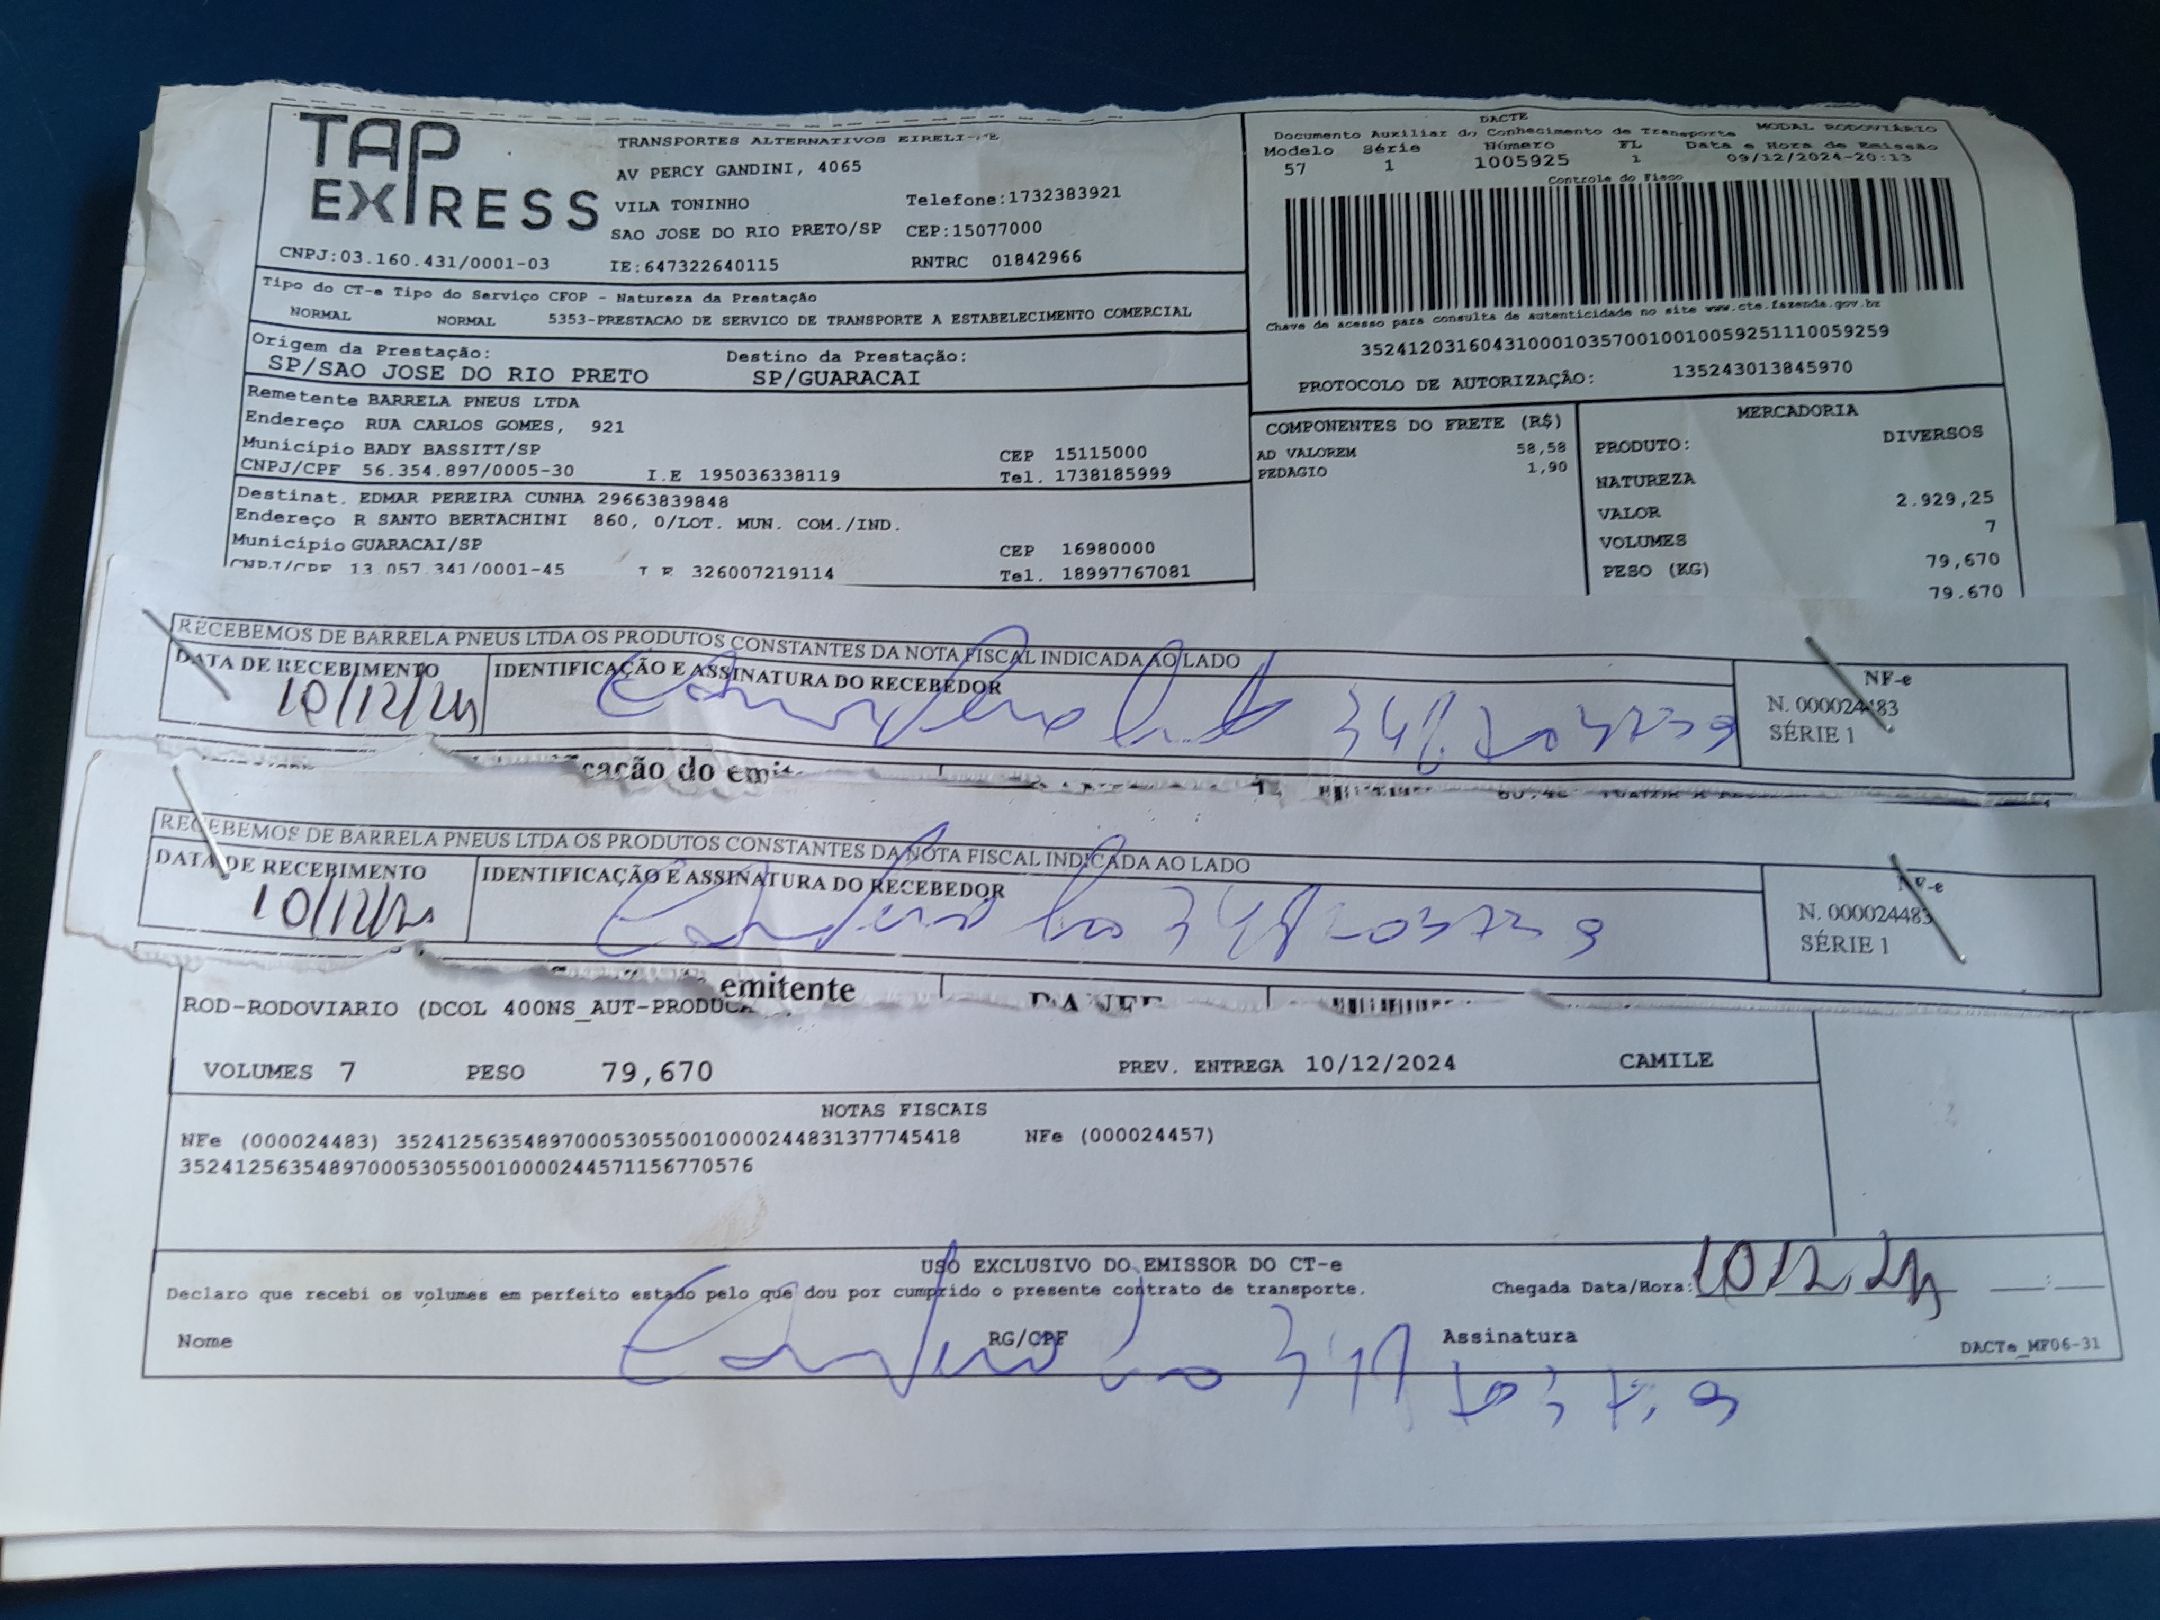 TAP EXPRESS
TRANSPORTES ALTERNATIVOS EIRELI-ME
AV PERCY GANDINI, 4065
VILA TONINHO Telefone:1732383921
SAO JOSE DO RIO PRETO/SP CEP:15077000
CNPJ:03.160.431/0001-03 IE:647322640115 RNTRC 01842966
DACTE
Documento Auxiliar do Conhecimento de Transporte MODAL RODOVIÁRIO
Modelo Série Número FL Data e Hora de Emissão
57 1 1005925 1 09/12/2024-20:13
Controle do Fisco
Chave de acesso para consulta de autenticidade no site www.cte.fazenda.gov.br
35241203160431000103570010010059251110059259
PROTOCOLO DE AUTORIZAÇÃO: 135243013845970
Tipo do CT-e Tipo do Serviço CFOP - Natureza da Prestação
NORMAL NORMAL 5353-PRESTACAO DE SERVICO DE TRANSPORTE A ESTABELECIMENTO COMERCIAL
Origem da Prestação: Destino da Prestação:
SP/SAO JOSE DO RIO PRETO SP/GUARACAI
Remetente BARRELA PNEUS LTDA
Endereço RUA CARLOS GOMES, 921
Município BADY BASSITT/SP CEP 15115000
CNPJ/CPF 56.354.897/0005-30 I.E 195036338119 Tel. 1738185999
Destinat. EDMAR PEREIRA CUNHA 29663839848
Endereço R SANTO BERTACHINI 860, 0/LOT. MUN. COM./IND.
Município GUARACAI/SP CEP 16980000
CNPJ/CPF 13.057.341/0001-45 I.E 326007219114 Tel. 18997767081
COMPONENTES DO FRETE (R$)
AD VALOREM 58,58
PEDAGIO 1,90
MERCADORIA
PRODUTO: DIVERSOS
NATUREZA
VALOR 2.929,25
VOLUMES 7
PESO (KG) 79,670
79,670
RECEBEMOS DE BARRELA PNEUS LTDA OS PRODUTOS CONSTANTES DA NOTA FISCAL INDICADA AO LADO
DATA DE RECEBIMENTO IDENTIFICAÇÃO E ASSINATURA DO RECEBEDOR NF-e
10/12/24 N. 000024483
SÉRIE 1
RECEBEMOS DE BARRELA PNEUS LTDA OS PRODUTOS CONSTANTES DA NOTA FISCAL INDICADA AO LADO
DATA DE RECEBIMENTO IDENTIFICAÇÃO E ASSINATURA DO RECEBEDOR NF-e
10/12/24 N. 000024483
SÉRIE 1
emitente DANFE
ROD-RODOVIARIO (DCOL 400NS_AUT-PRODUCA
VOLUMES 7 PESO 79,670 PREV. ENTREGA 10/12/2024 CAMILE
NOTAS FISCAIS
NFe (000024483) 35241256354897000530550010000244831377745418 NFe (000024457)
35241256354897000530550010000244571156770576
USO EXCLUSIVO DO EMISSOR DO CT-e
Declaro que recebi os volumes em perfeito estado pelo que dou por cumprido o presente contrato de transporte. Chegada Data/Hora: 10 12 24
Nome RG/CPF Assinatura
DACTe_MF06-31